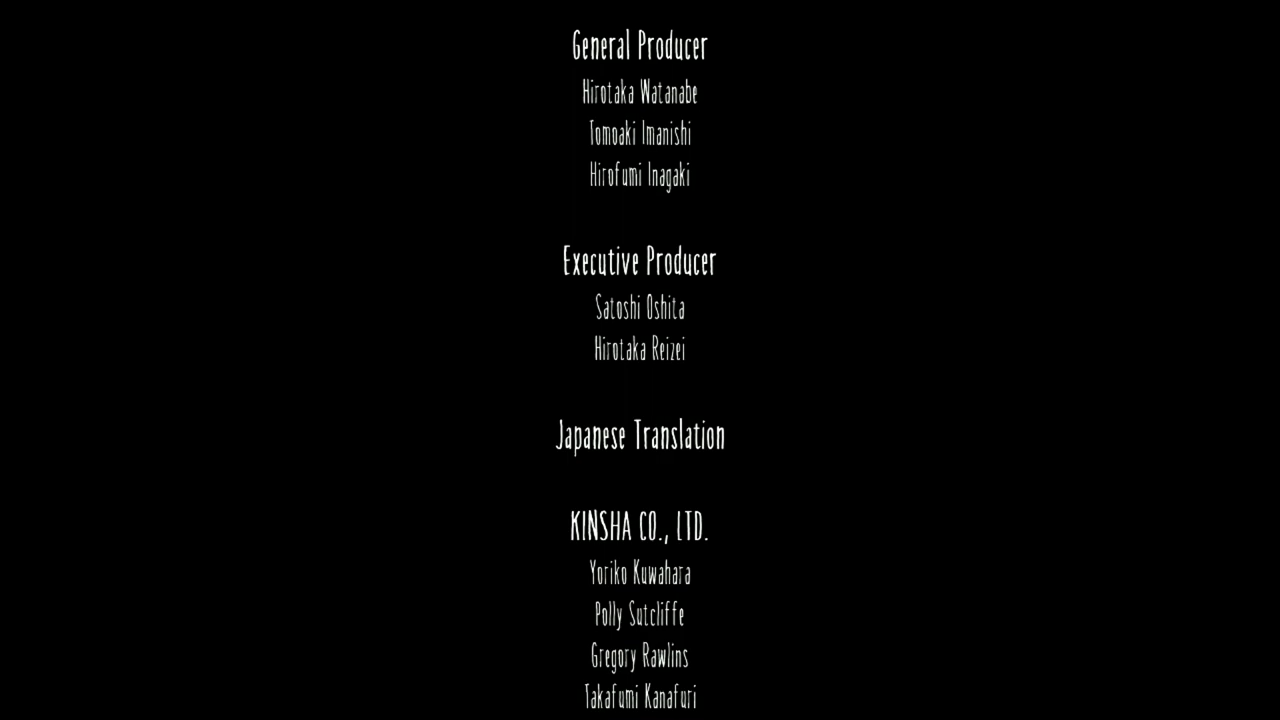 General Producer
Hirotaka Watanabe
Tomoaki Imanishi
Hirofumi Inagaki
Executive Producer
Satoshi Oshita
Hirotaka Reizei
Japanese Translation
KINSHA CO., LTD.
Yoriko Kuwahara
Polly Sutcliffe
Gregory Rawlins
Takafumi Kanafuri